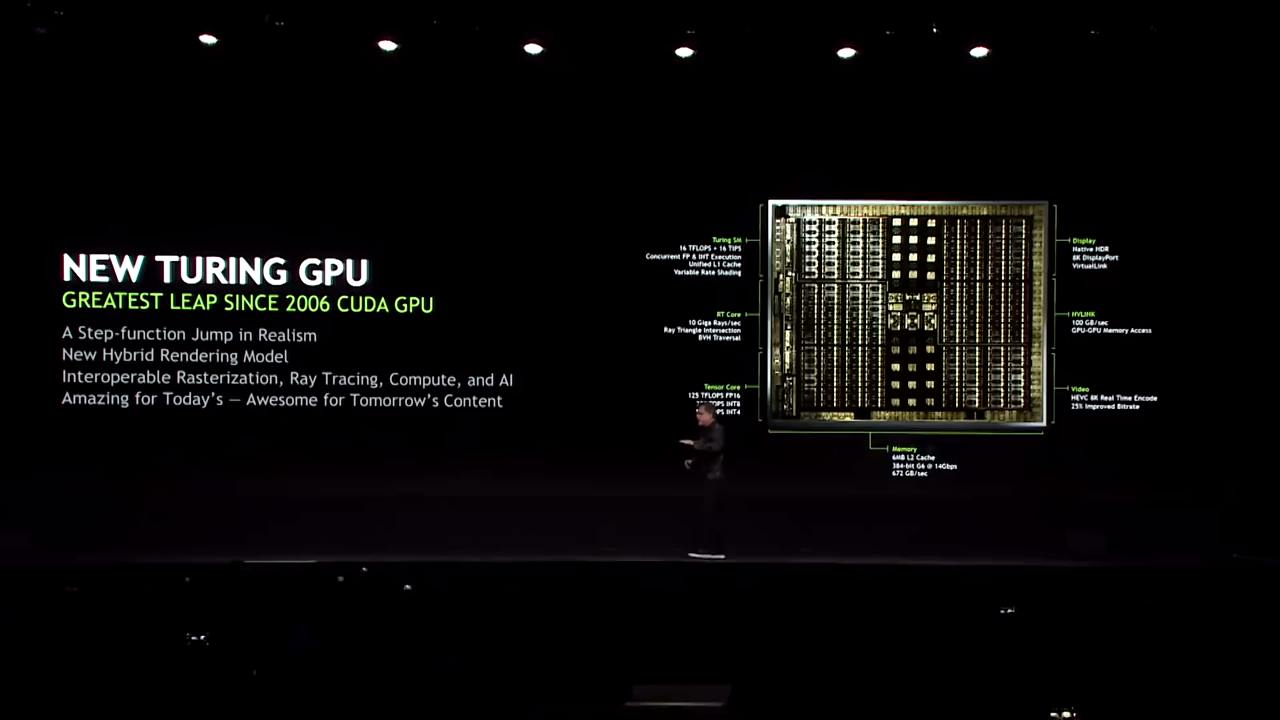 NEW TURING GPU
GREATEST LEAP SINCE 2006 CUDA GPU
A Step-function Jump in Realism
New Hybrid Rendering Model
Interoperable Rasterization, Ray Tracing, Compute, and AI
Amazing for Today's — Awesome for Tomorrow's Content
Turing SM
16 TFLOPS + 16 TIPS
Concurrent FP & INT Execution
Unified L1 Cache
Variable Rate Shading
RT Core
10 Giga Rays/sec
Ray Triangle Intersection
BVH Traversal
Tensor Core
125 TFLOPS FP16
INT8
INT4
Display
Native HDR
8K DisplayPort
VirtualLink
NVLINK
100 GB/sec
GPU-GPU Memory Access
Video
HEVC 8K Real Time Encode
25% Improved Bitrate
Memory
6MB L2 Cache
384-bit G6 @ 14Gbps
672 GB/sec